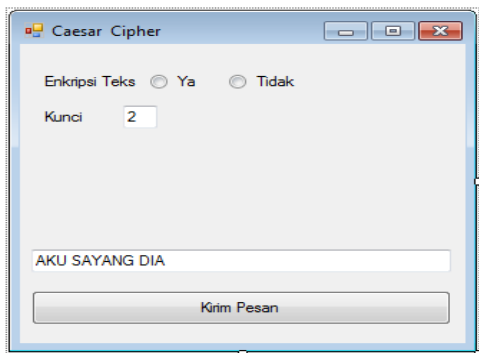 Caesar Cipher
Enkripsi Teks Ya Tidak
Kunci 2
AKU SAYANG DIA
Kirim Pesan